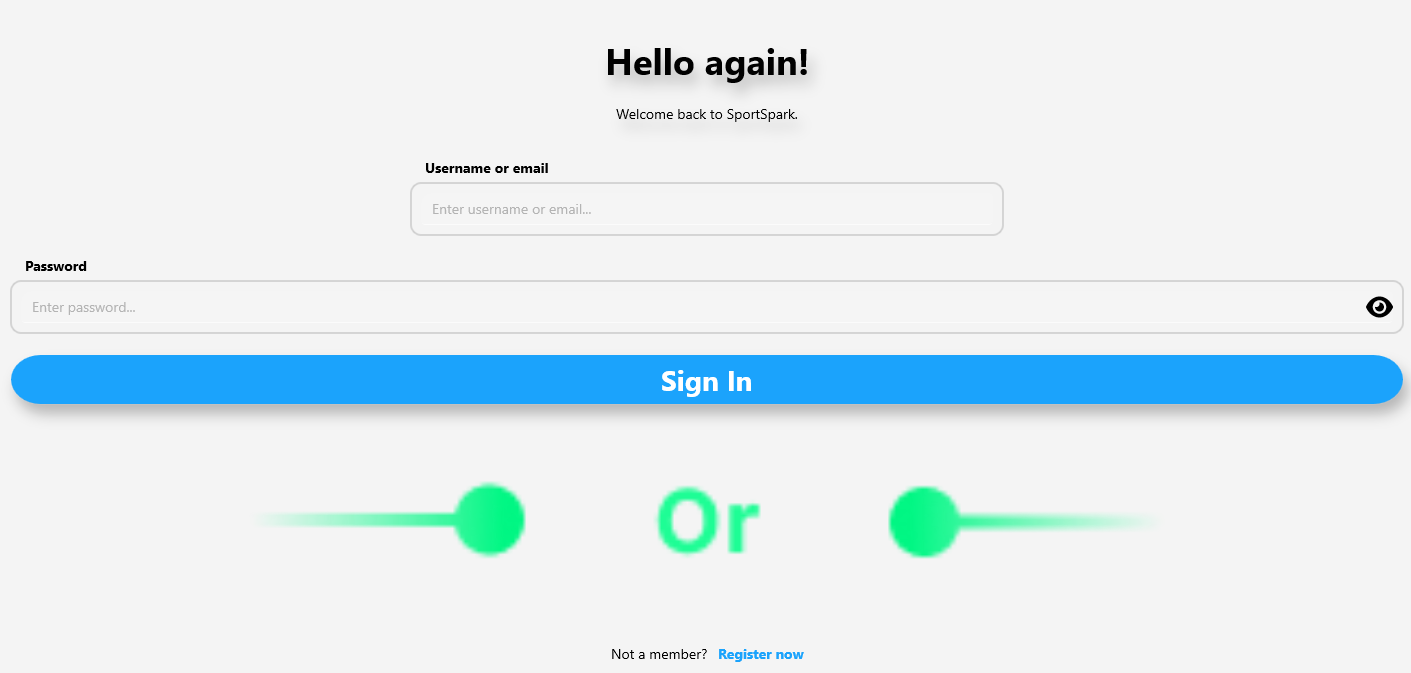 Hello again!
Welcome back to SportSpark.
Username or email
Enter username or email...
Password
Enter password...
Sign In
Or
Not a member? Register now